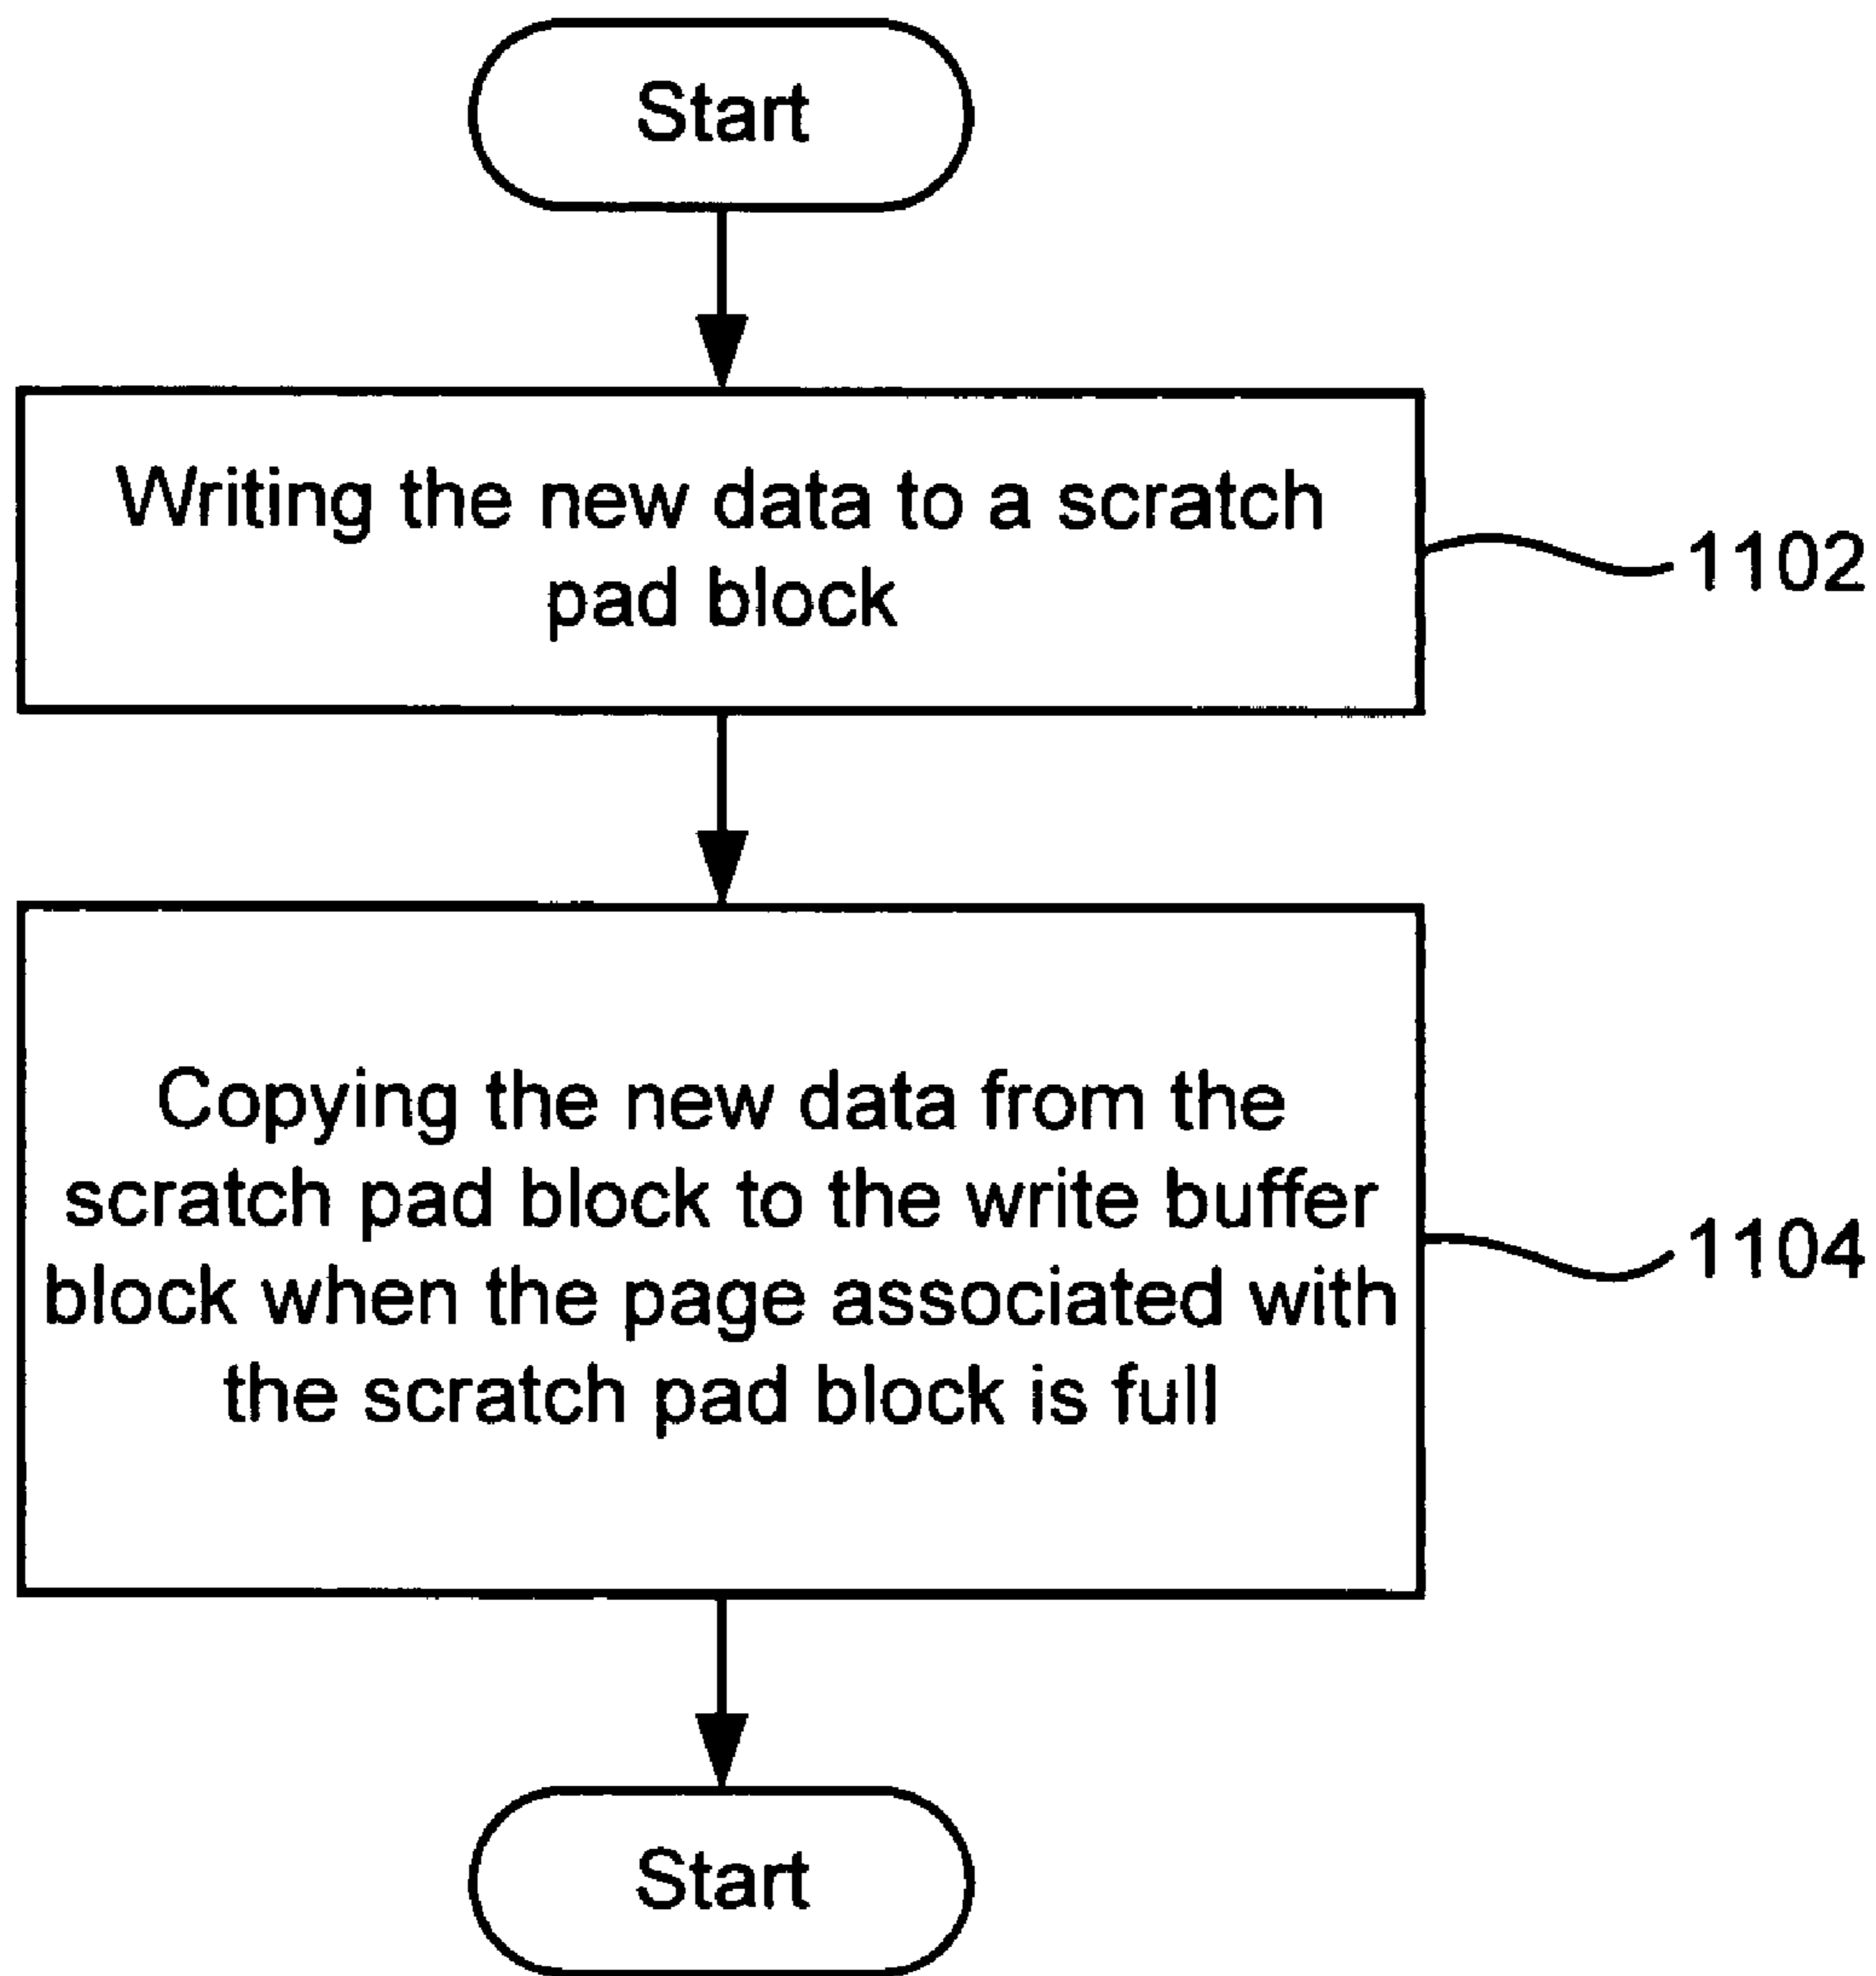 Start
Writing the new data to a scratch
pad block
1102
Copying the new data from the
scratch pad block to the write buffer
block when the page associated with
the scratch pad block is full
1104
Start